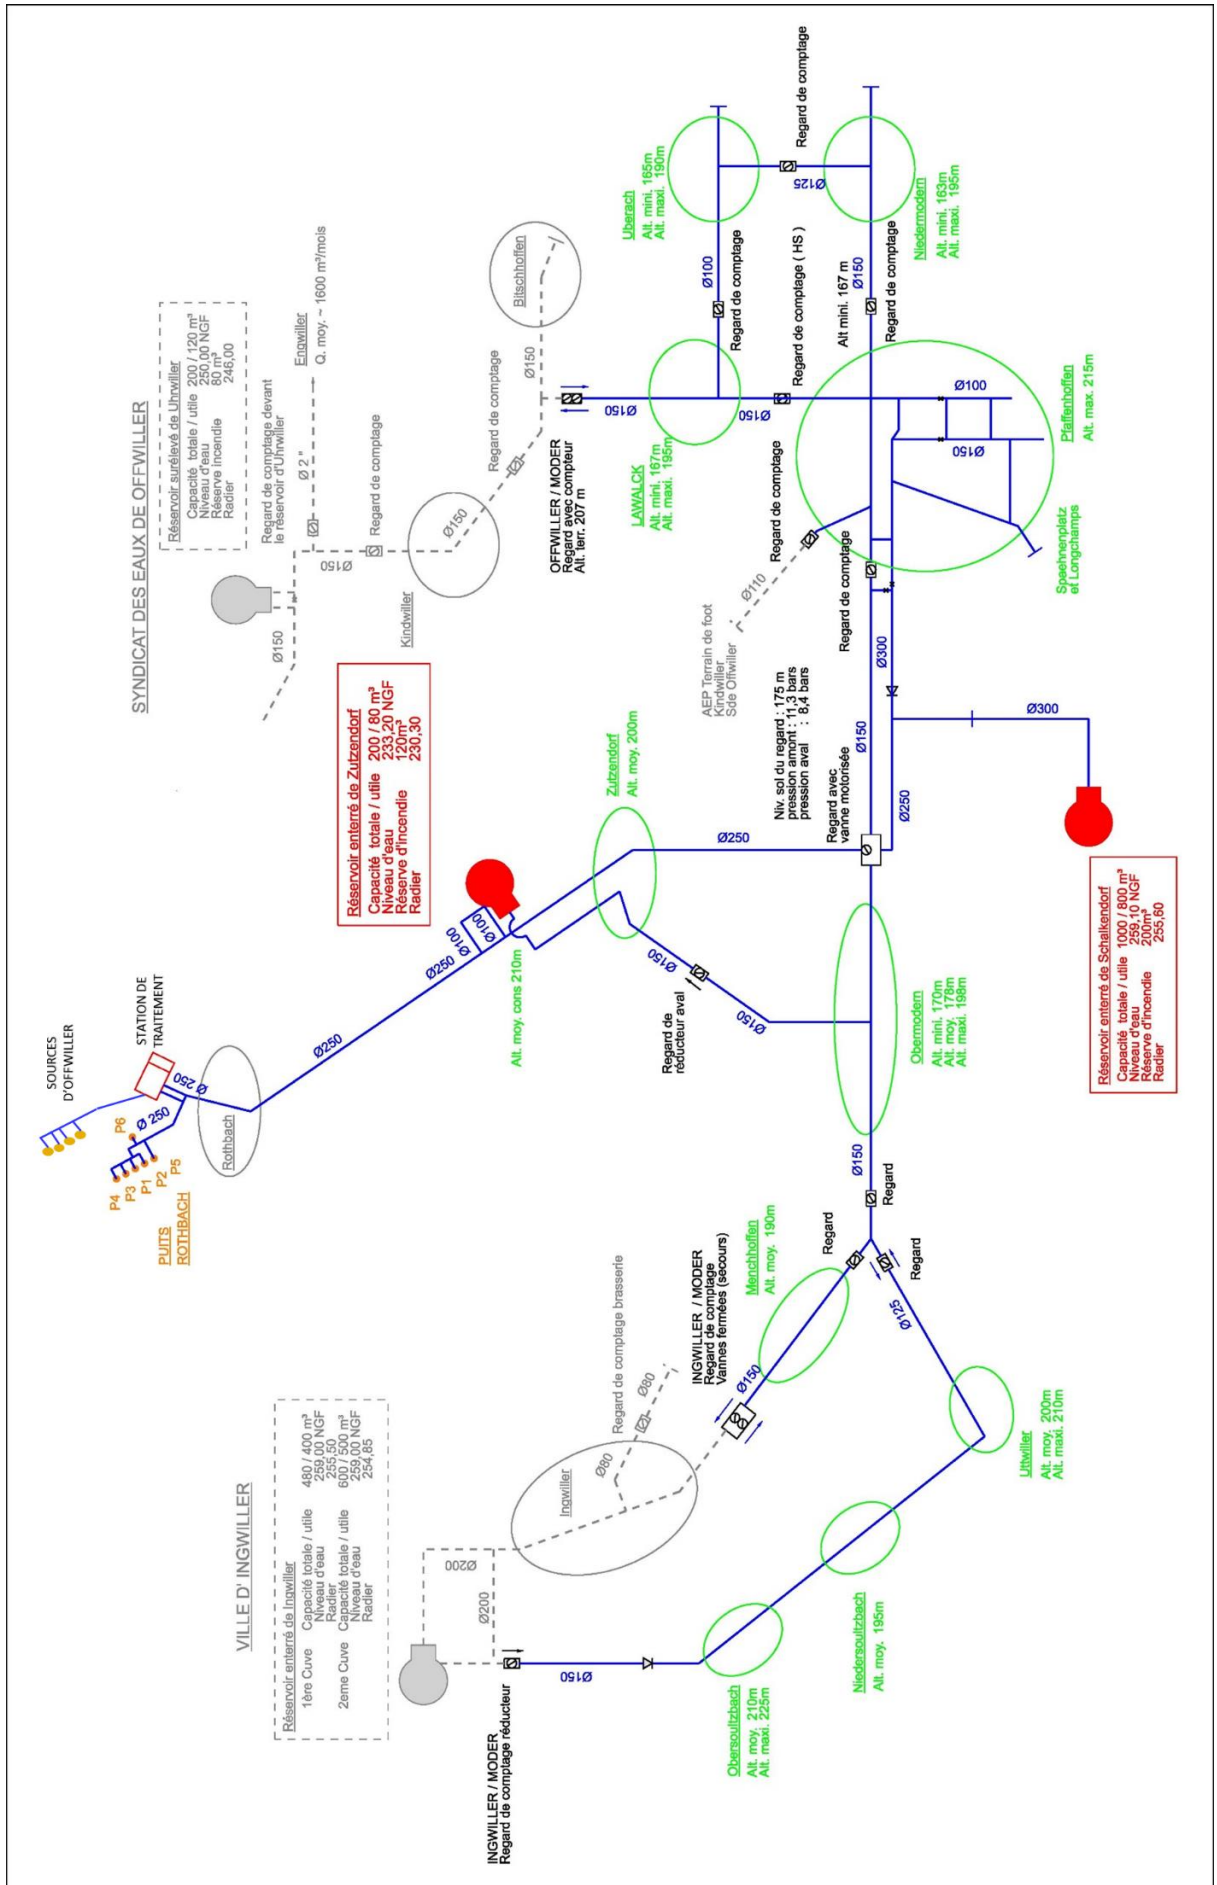 SYNDICAT DES EAUX DE OFFWILLER
Réservoir surélevé de Uhrwiller
Capacité totale / utile 200 / 120 m³
Niveau d'eau 250,00 NGF
Réserve incendie 80 m³
Radier 246,00
Regard de comptage devant
le réservoir d'Uhrwiller
Engwiller
Q. moy. ~ 1600 m³/mois
Ø 2 "
Ø150
Ø150
Regard de comptage
Kindwiller
Ø150
Regard de comptage
Ø150
Bitschhoffen
OFFWILLER / MODER
Regard avec compteur
Alt. terr. 207 m
Ø150
LAWALCK
Alt. mini. 167m
Alt. maxi. 195m
Ø150
Regard de comptage ( HS )
Regard de comptage
Ø100
Uberach
Alt. mini. 165m
Alt. maxi. 190m
Regard de comptage
Ø125
Niedermodern
Alt. mini. 163m
Alt. maxi. 195m
Ø150
Alt mini. 167 m
Regard de comptage
Pfaffenhoffen
Alt. max. 215m
Ø100
Ø150
Spaehnenplatz
et Longchamps
Regard de comptage
Ø110
AEP Terrain de foot
Kindwiller
Sde Offwiller
Regard de comptage
Ø300
Ø150
Ø250
Ø300
Niv. sol du regard : 175 m
pression amont : 11,3 bars
pression aval : 8,4 bars
Regard avec
vanne motorisée
Réservoir enterré de Zutzendorf
Capacité totale / utile 200 / 80 m³
Niveau d'eau 233,20 NGF
Réserve d'incendie 120m³
Radier 230,30
Zutzendorf
Alt. moy. 200m
Ø250
Ø100
Ø100
Ø250
Alt. moy. cons 210m
Ø150
Regard de
réducteur aval
Ø150
STATION DE
TRAITEMENT
SOURCES
D'OFFWILLER
Ø250
Ø 250
Ø 250
P6
P4
P3
P1
P2
P5
PUITS
ROTHBACH
Rothbach
Obermodern
Alt. mini. 170m
Alt. moy. 178m
Alt. maxi. 198m
Réservoir enterré de Schalkendorf
Capacité totale / utile 1000 / 800 m³
Niveau d'eau 259,10 NGF
Réserve d'incendie 200m³
Radier 255,60
Ø150
Regard
Regard
Regard
Menchhoffen
Alt. moy. 190m
Ø150
INGWILLER / MODER
Regard de comptage
Vannes fermées (secours)
Ø125
Uttwiller
Alt. moy. 200m
Alt. maxi. 210m
Niedersoultzbach
Alt. moy. 195m
Obersoultzbach
Alt. moy. 210m
Alt. maxi. 225m
Regard de comptage brasserie
Ø80
Ø80
Ingwiller
VILLE D' INGWILLER
Réservoir enterré de Ingwiller
1ère Cuve Capacité totale / utile 480 / 400 m³
Niveau d'eau 259,00 NGF
Radier 255,50
2eme Cuve Capacité totale / utile 600 / 500 m³
Niveau d'eau 259,00 NGF
Radier 254,85
Ø200
Ø200
Ø150
INGWILLER / MODER
Regard de comptage réducteur